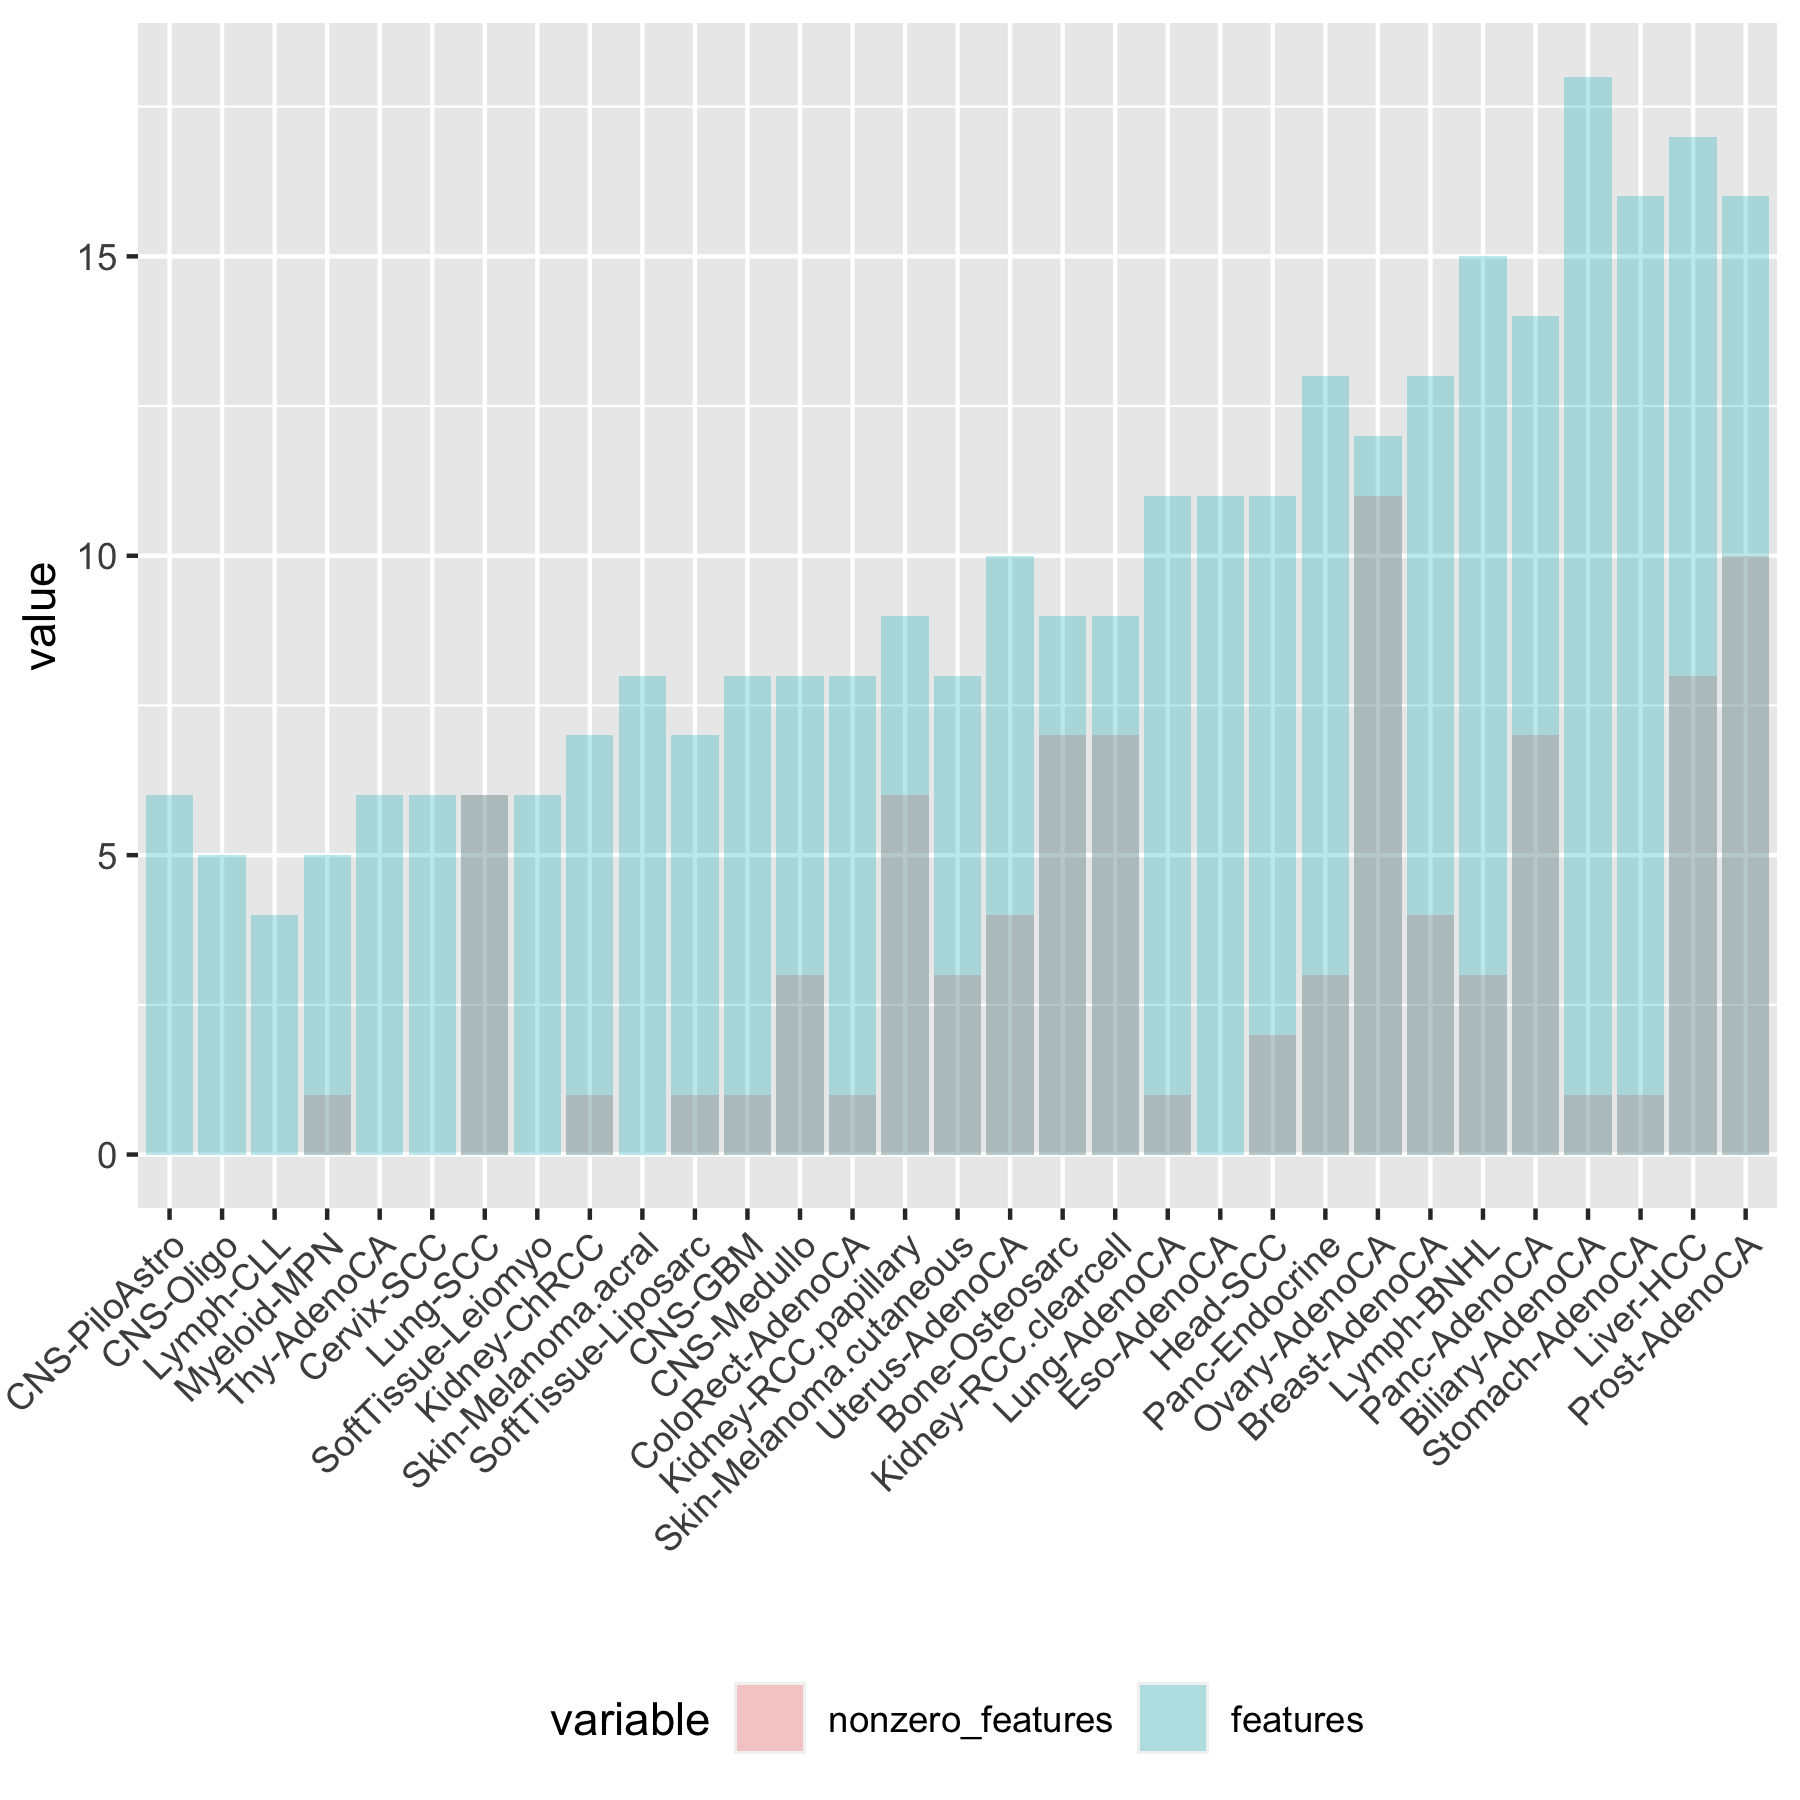 value
15
10
5
0
CNS-PiloAstro
CNS-Oligo
Lymph-CLL
Myeloid-MPN
Thy-AdenoCA
Cervix-SCC
Lung-SCC
SoftTissue-Leiomyo
Kidney-ChRCC
Skin-Melanoma.acral
SoftTissue-Liposarc
CNS-GBM
CNS-Medullo
ColoRect-AdenoCA
Kidney-RCC.papillary
Skin-Melanoma.cutaneous
Uterus-AdenoCA
Bone-Osteosarc
Kidney-RCC.clearcell
Lung-AdenoCA
Eso-AdenoCA
Head-SCC
Panc-Endocrine
Ovary-AdenoCA
Breast-AdenoCA
Lymph-BNHL
Panc-AdenoCA
Biliary-AdenoCA
Stomach-AdenoCA
Liver-HCC
Prost-AdenoCA
variable nonzero_features features